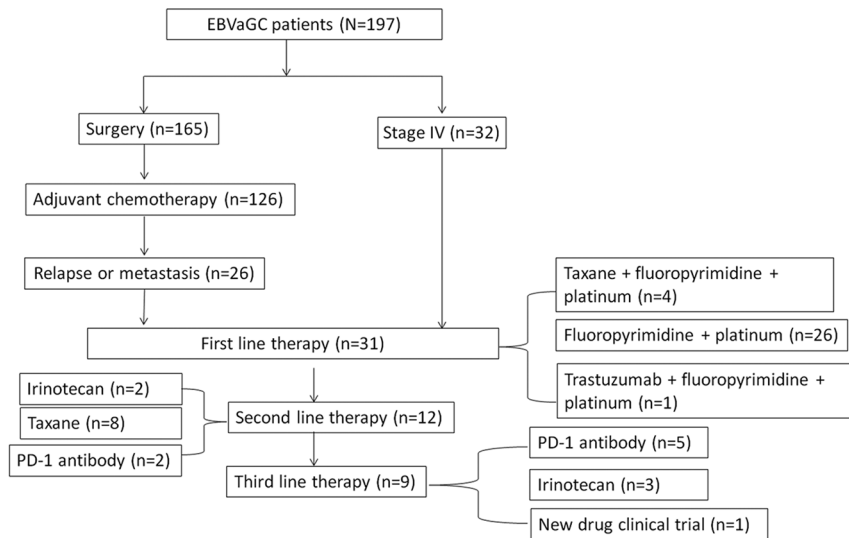 EBVaGC patients (N=197)
Surgery (n=165)
Stage IV (n=32)
Adjuvant chemotherapy (n=126)
Relapse or metastasis (n=26)
First line therapy (n=31)
Taxane + fluoropyrimidine +
platinum (n=4)
Fluoropyrimidine + platinum (n=26)
Trastuzumab + fluoropyrimidine +
platinum (n=1)
Irinotecan (n=2)
Taxane (n=8)
PD-1 antibody (n=2)
Second line therapy (n=12)
Third line therapy (n=9)
PD-1 antibody (n=5)
Irinotecan (n=3)
New drug clinical trial (n=1)